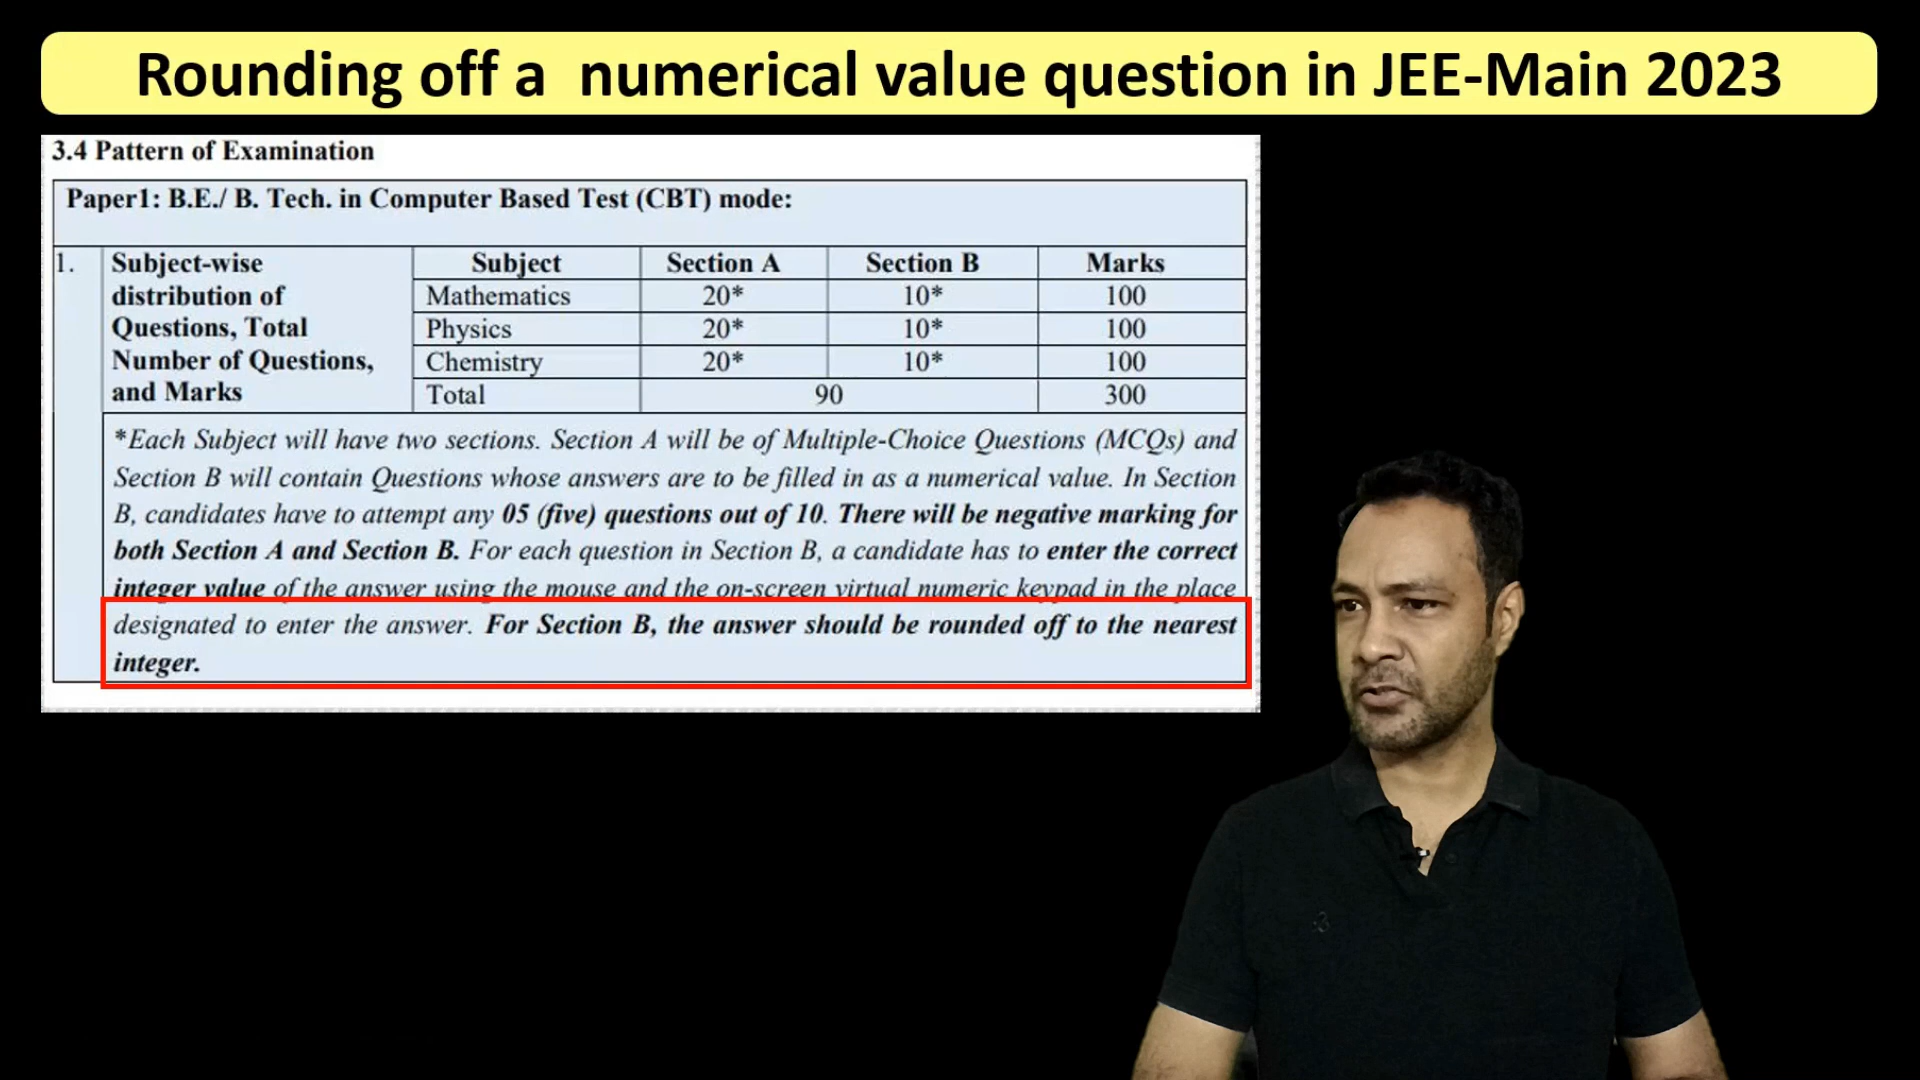 Rounding off a numerical value question in JEE-Main 2023
3.4 Pattern of Examination
Paper1: B.E./ B. Tech. in Computer Based Test (CBT) mode:
1. Subject-wise distribution of Questions, Total Number of Questions, and Marks
Subject Section A Section B Marks
Mathematics 20* 10* 100
Physics 20* 10* 100
Chemistry 20* 10* 100
Total 90 300
*Each Subject will have two sections. Section A will be of Multiple-Choice Questions (MCQs) and
Section B will contain Questions whose answers are to be filled in as a numerical value. In Section
B, candidates have to attempt any 05 (five) questions out of 10. There will be negative marking for
both Section A and Section B. For each question in Section B, a candidate has to enter the correct
integer value of the answer using the mouse and the on-screen virtual numeric keypad in the place
designated to enter the answer. For Section B, the answer should be rounded off to the nearest
integer.